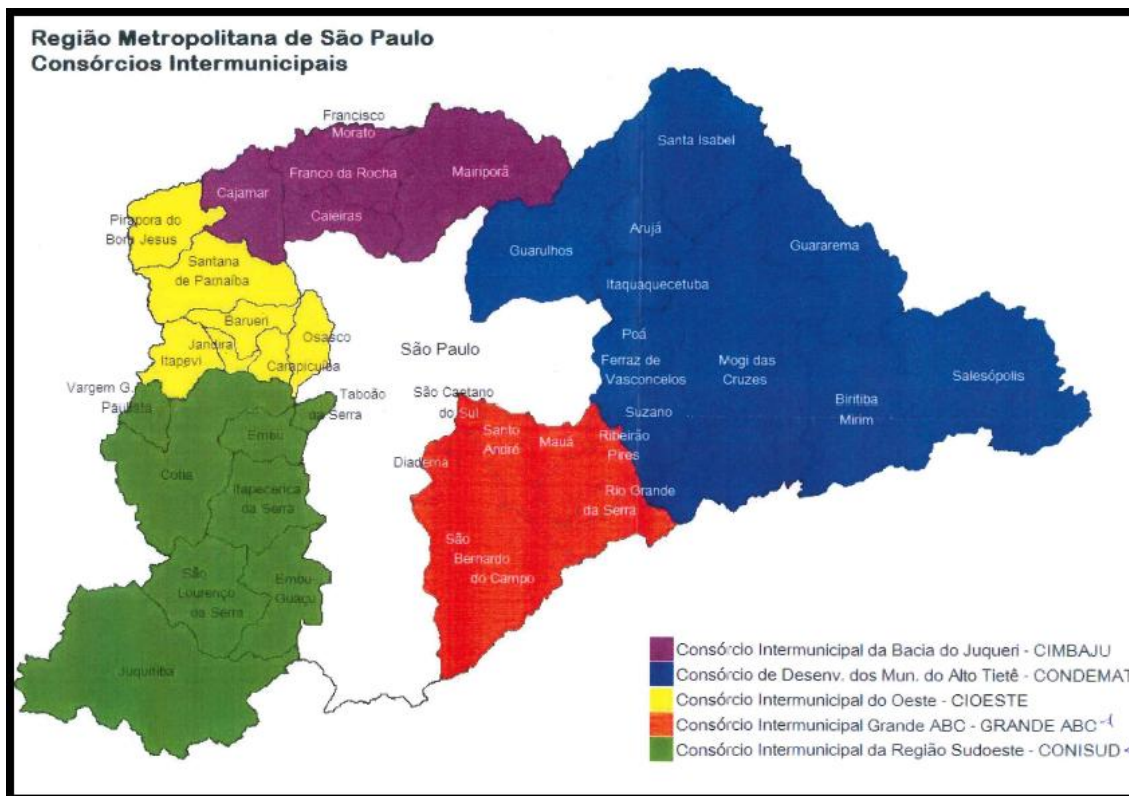 Região Metropolitana de São Paulo
Consórcios Intermunicipais
Francisco
Morato
Santa Isabel
Franco da Rocha
Mairiporã
Cajamar
Caieiras
Pirapora do
Bom Jesus
Arujá
Guarulhos
Guararema
Santana
de Parnaíba
Itaquaquecetuba
Barueri
Osasco
Jandira
Itapevi
Carapicuíba
São Paulo
Poá
Ferraz de
Vasconcelos
Mogi das
Cruzes
Salesópolis
Vargem G.
Paulista
Taboão
da Serra
São Caetano
do Sul
Suzano
Biritiba
Mirim
Embu
Santo
André
Mauá
Ribeirão
Pires
Diadema
Cotia
Itapecerica
da Serra
Rio Grande
da Serra
São
Bernardo
do Campo
São
Lourenço
da Serra
Embu
Guaçu
Juquitiba
Consórcio Intermunicipal da Bacia do Juqueri - CIMBAJU
Consórcio de Desenv. dos Mun. do Alto Tietê - CONDEMAT
Consórcio Intermunicipal do Oeste - CIOESTE
Consórcio Intermunicipal Grande ABC - GRANDE ABC
Consórcio Intermunicipal da Região Sudoeste - CONISUD